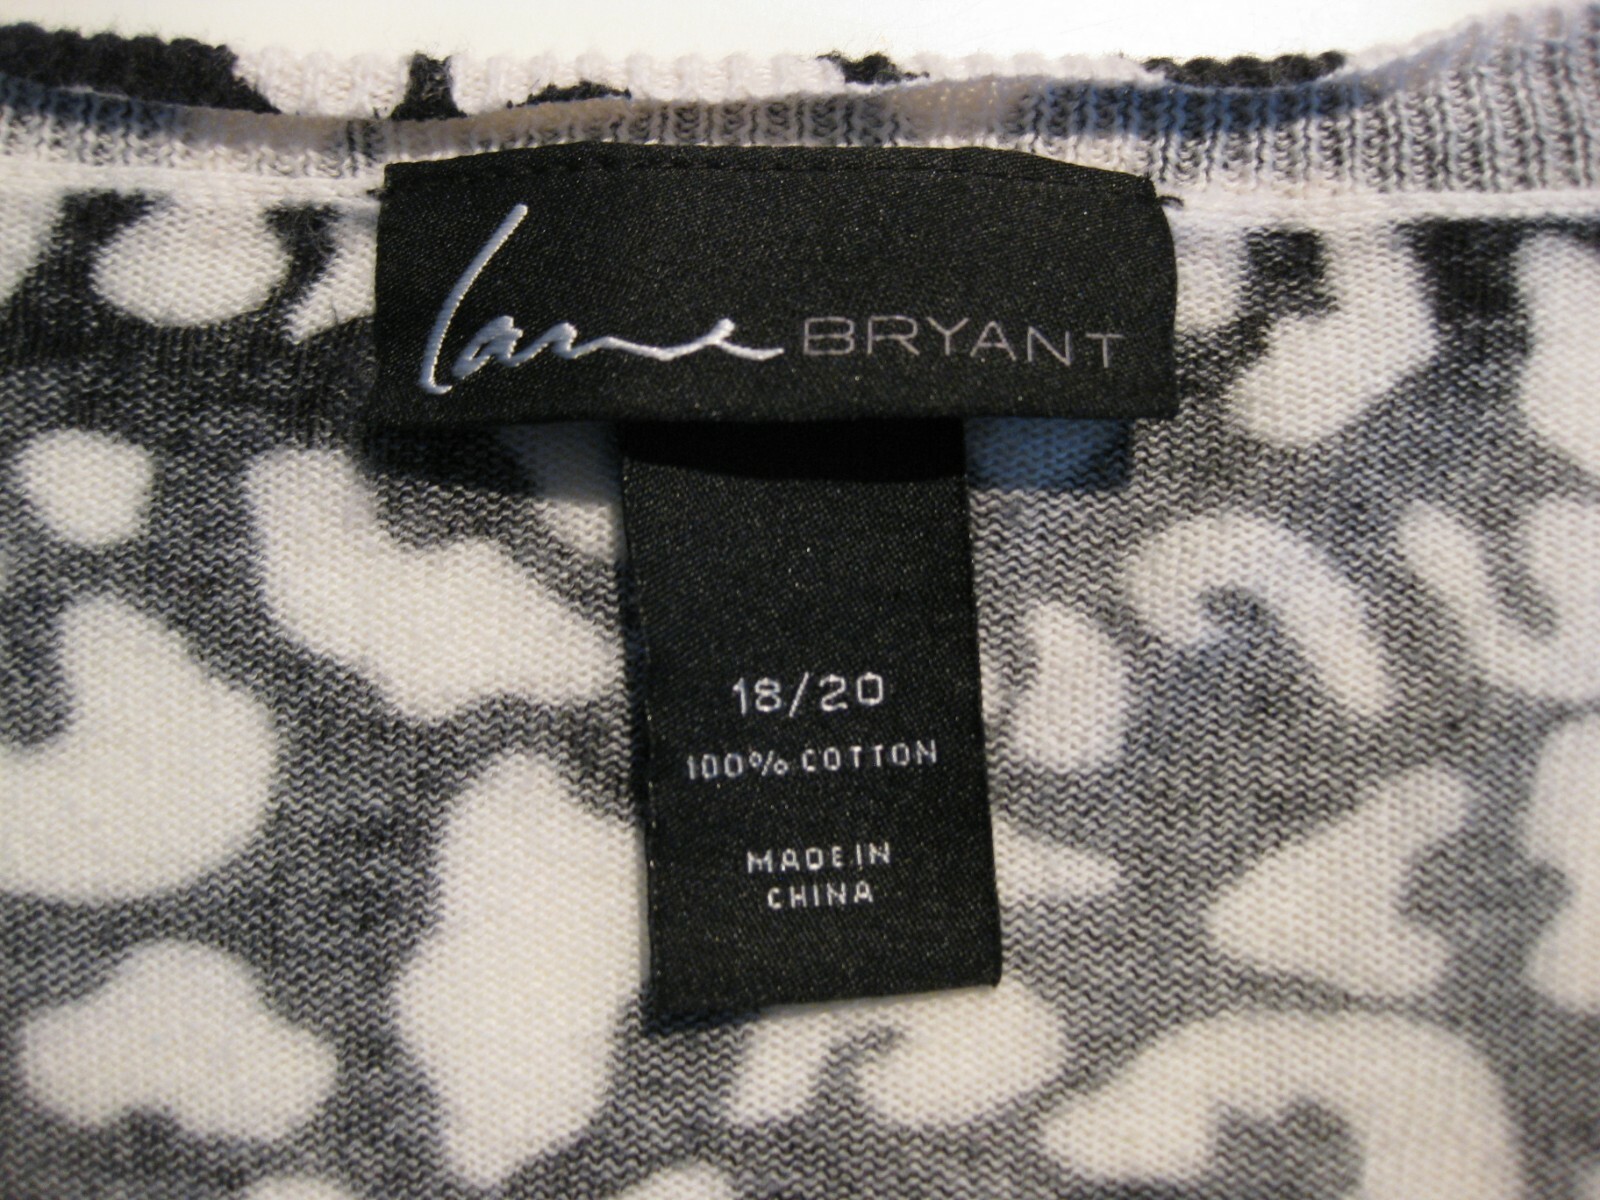 Lane BRYANT
18/20
100% COTTON
MADE IN
CHINA